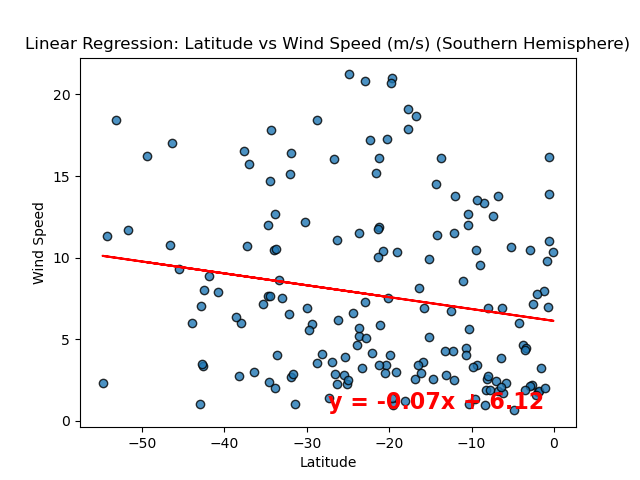 Linear Regression: Latitude vs Wind Speed (m/s) (Southern Hemisphere)
Wind Speed
20
15
10
5
0
y = -0.07x + 6.12
−50
−40
−30
−20
−10
0
Latitude